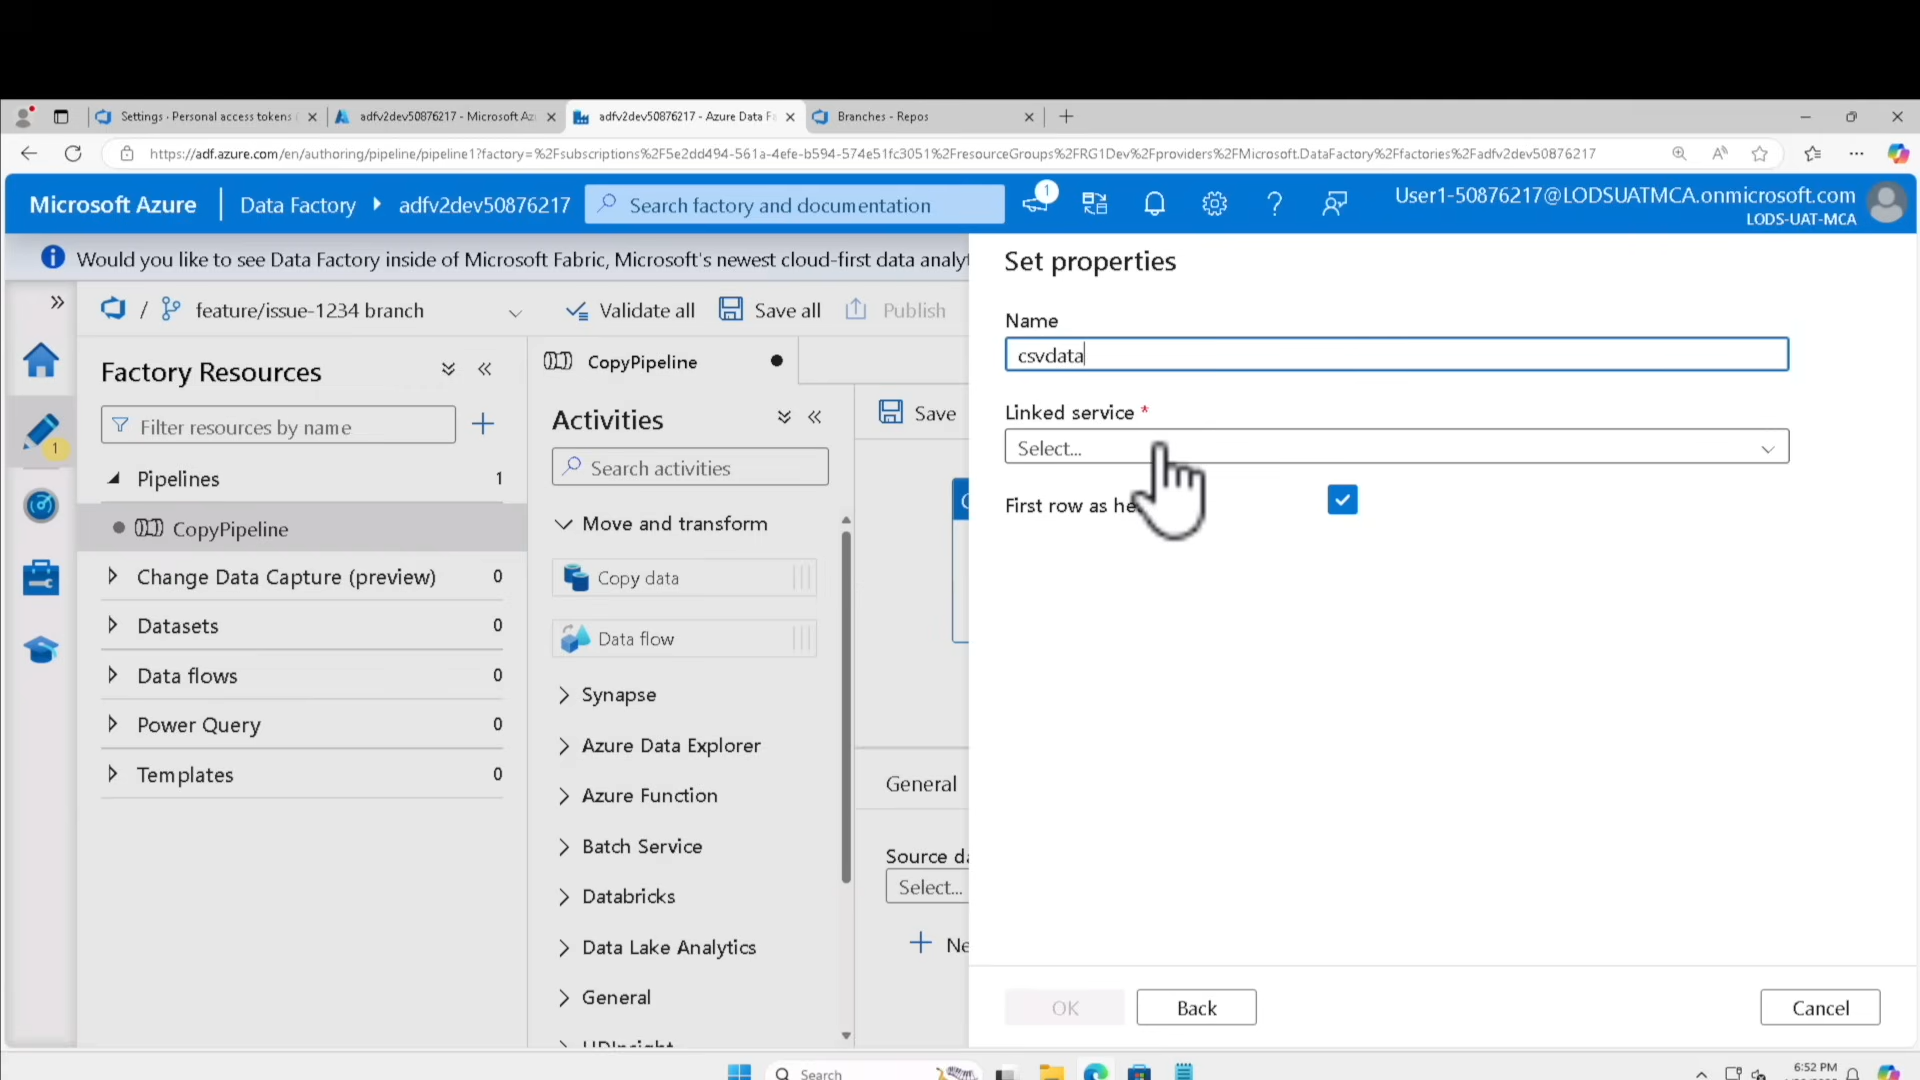 Settings · Personal access tokens
adfv2dev50876217 - Microsoft Az
adfv2dev50876217 - Azure Data F
Branches - Repos
https://adf.azure.com/en/authoring/pipeline/pipeline1?factory=%2Fsubscriptions%2F5e2dd494-561a-4efe-b594-574e51fc3051%2FresourceGroups%2FRG1Dev%2Fproviders%2FMicrosoft.DataFactory%2Ffactories%2Fadfv2dev50876217
Microsoft Azure
Data Factory
adfv2dev50876217
Search factory and documentation
1
User1-50876217@LODSUATMCA.onmicrosoft.com
LODS-UAT-MCA
Would you like to see Data Factory inside of Microsoft Fabric, Microsoft's newest cloud-first data analyt
/ feature/issue-1234 branch
Validate all
Save all
Publish
1
Factory Resources
Filter resources by name
Pipelines 1
CopyPipeline
Change Data Capture (preview) 0
Datasets 0
Data flows 0
Power Query 0
Templates 0
CopyPipeline
Activities
Search activities
Move and transform
Copy data
Data flow
Synapse
Azure Data Explorer
Azure Function
Batch Service
Databricks
Data Lake Analytics
General
HDInsight
Save
General
Source da
Select...
Ne
Set properties
Name
csvdata
Linked service *
Select...
First row as he
OK
Back
Cancel
Search
6:52 PM